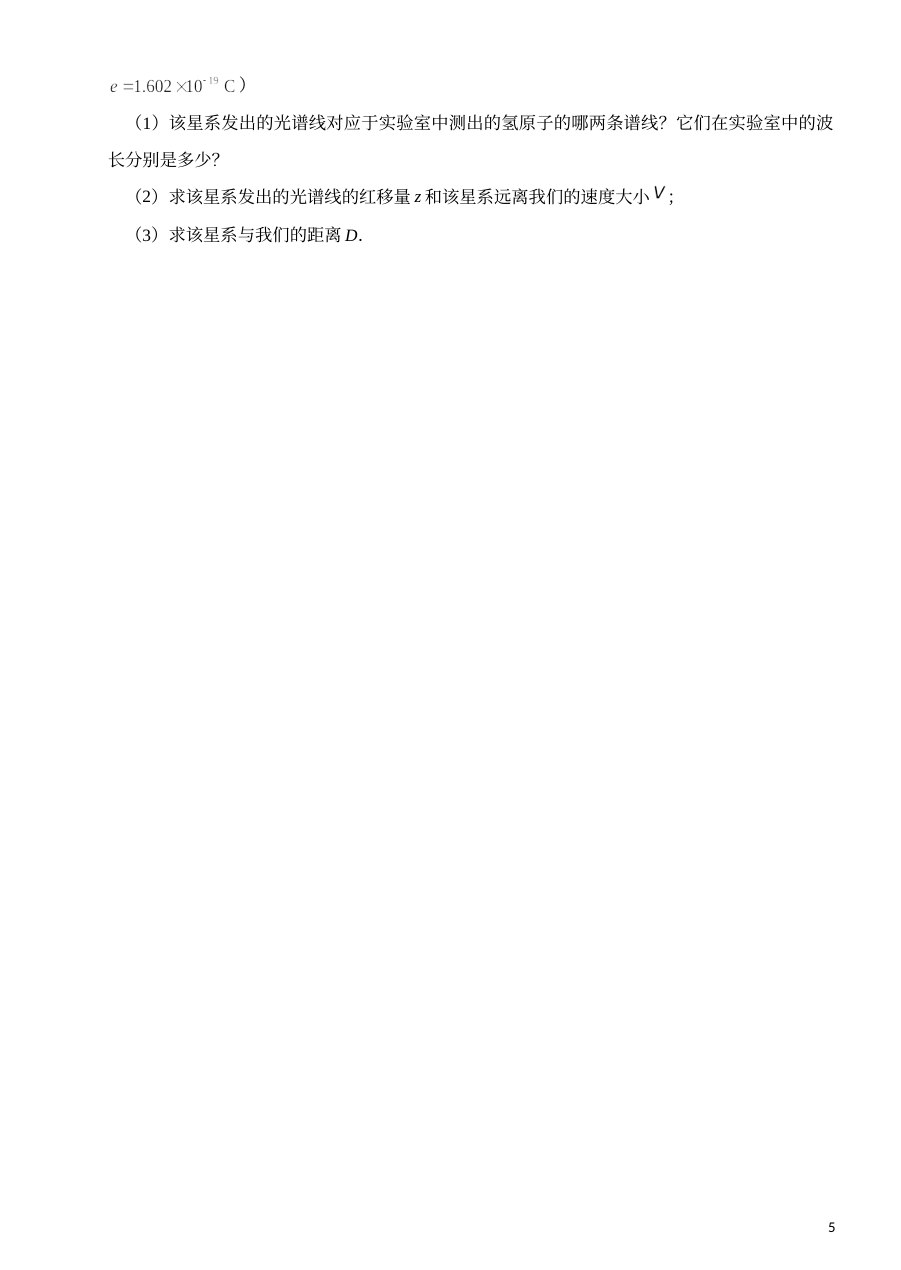 e =1.602 ×10⁻¹⁹ C）
（1）该星系发出的光谱线对应于实验室中测出的氢原子的哪两条谱线？它们在实验室中的波
长分别是多少？
（2）求该星系发出的光谱线的红移量 z 和该星系远离我们的速度大小 V；
（3）求该星系与我们的距离 D．
5